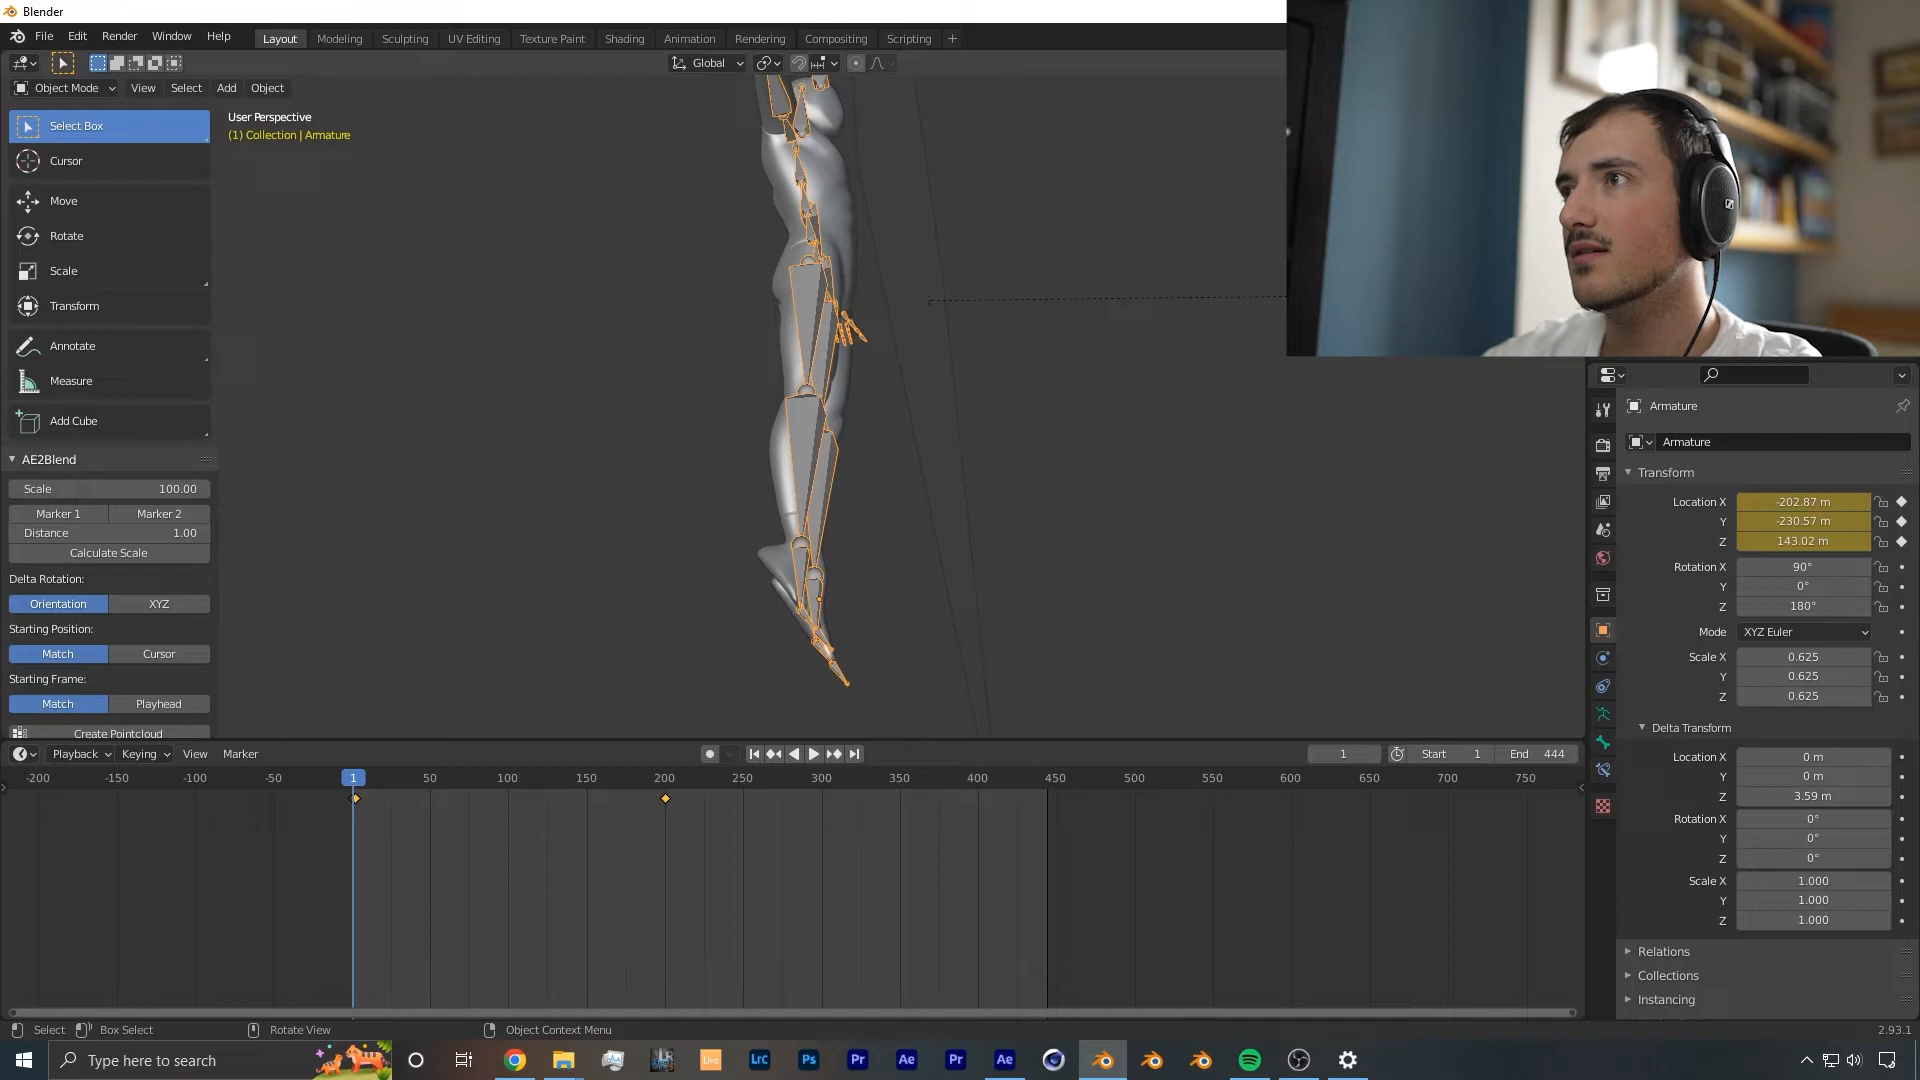 Blender
File Edit Render Window Help
Layout Modeling Sculpting UV Editing Texture Paint Shading Animation Rendering Compositing Scripting +
Global
Object Mode View Select Add Object
Select Box
Cursor
Move
Rotate
Scale
Transform
Annotate
Measure
Add Cube
AE2Blend
Scale 100.00
Marker 1 Marker 2
Distance 1.00
Calculate Scale
Delta Rotation:
Orientation XYZ
Starting Position:
Match Cursor
Starting Frame:
Match Playhead
Create Pointcloud
User Perspective
(1) Collection | Armature
Armature
Armature
Transform
Location X -202.87 m
Y -230.57 m
Z 143.02 m
Rotation X 90°
Y 0°
Z 180°
Mode XYZ Euler
Scale X 0.625
Y 0.625
Z 0.625
Delta Transform
Location X 0 m
Y 0 m
Z 3.59 m
Rotation X 0°
Y 0°
Z 0°
Scale X 1.000
Y 1.000
Z 1.000
Relations
Collections
Instancing
Playback Keying View Marker
1 Start 1 End 444
-200 -150 -100 -50 1 50 100 150 200 250 300 350 400 450 500 550 600 650 700 750
Select Box Select Rotate View Object Context Menu 2.93.1
Type here to search
Live Lrc Ps Pr Ae Pr Ae